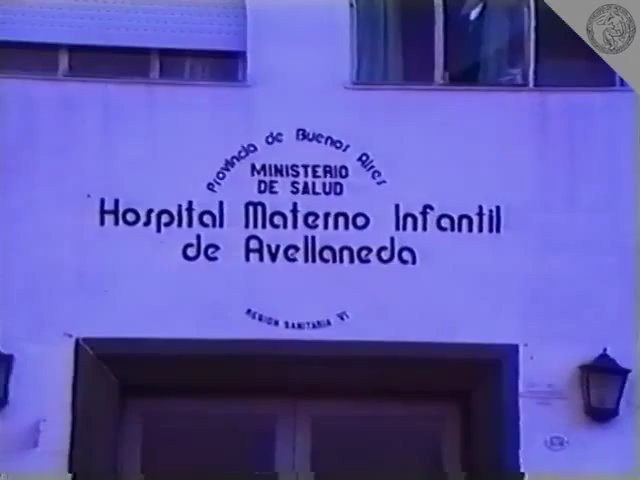 Provincia de Buenos Aires
MINISTERIO
DE SALUD
Hospital Materno Infantil
de Avellaneda
REGION SANITARIA VI